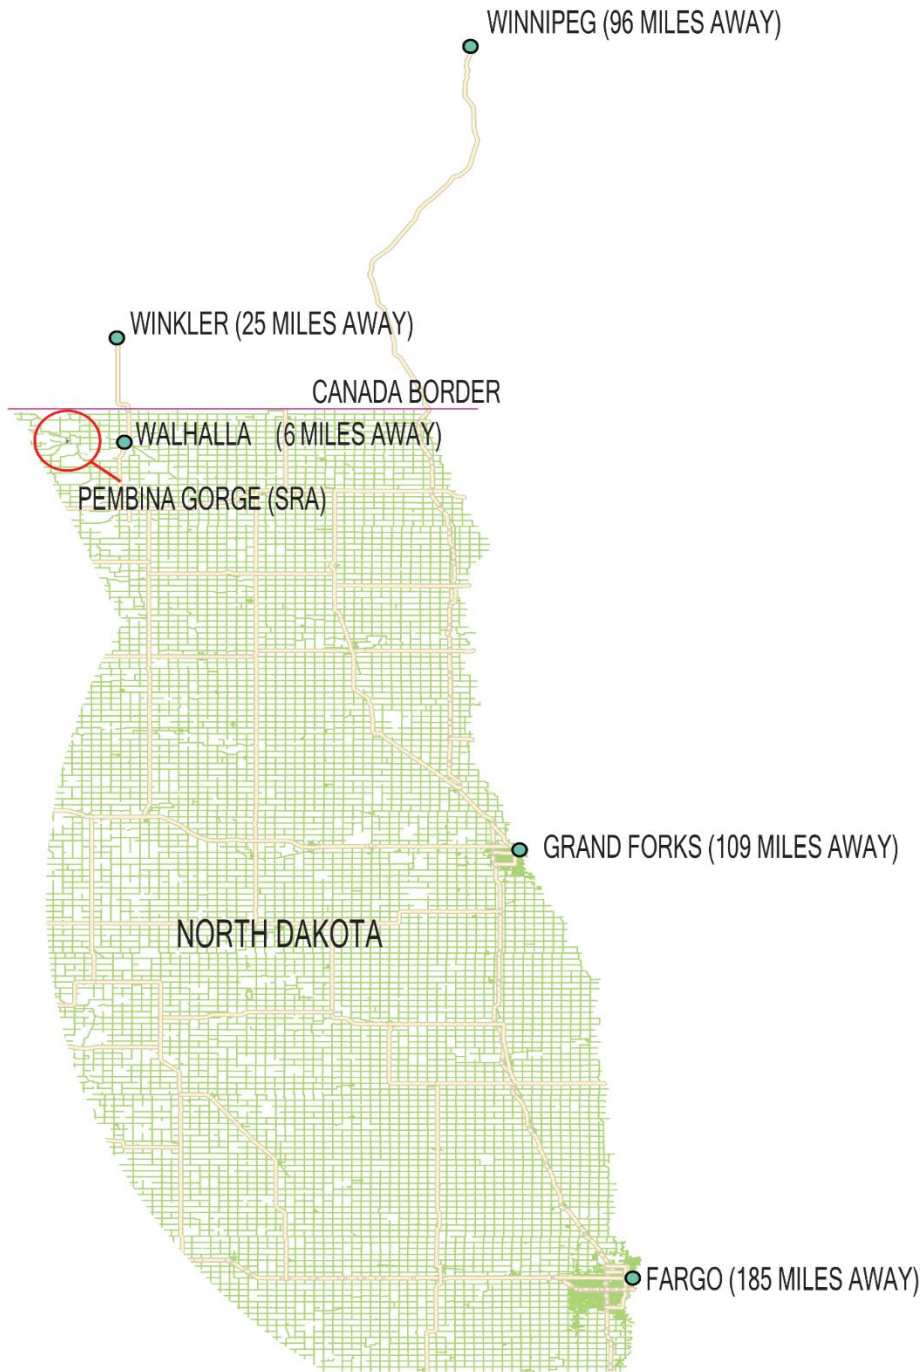 WINNIPEG (96 MILES AWAY)
WINKLER (25 MILES AWAY)
CANADA BORDER
WALHALLA (6 MILES AWAY)
PEMBINA GORGE (SRA)
GRAND FORKS (109 MILES AWAY)
NORTH DAKOTA
FARGO (185 MILES AWAY)